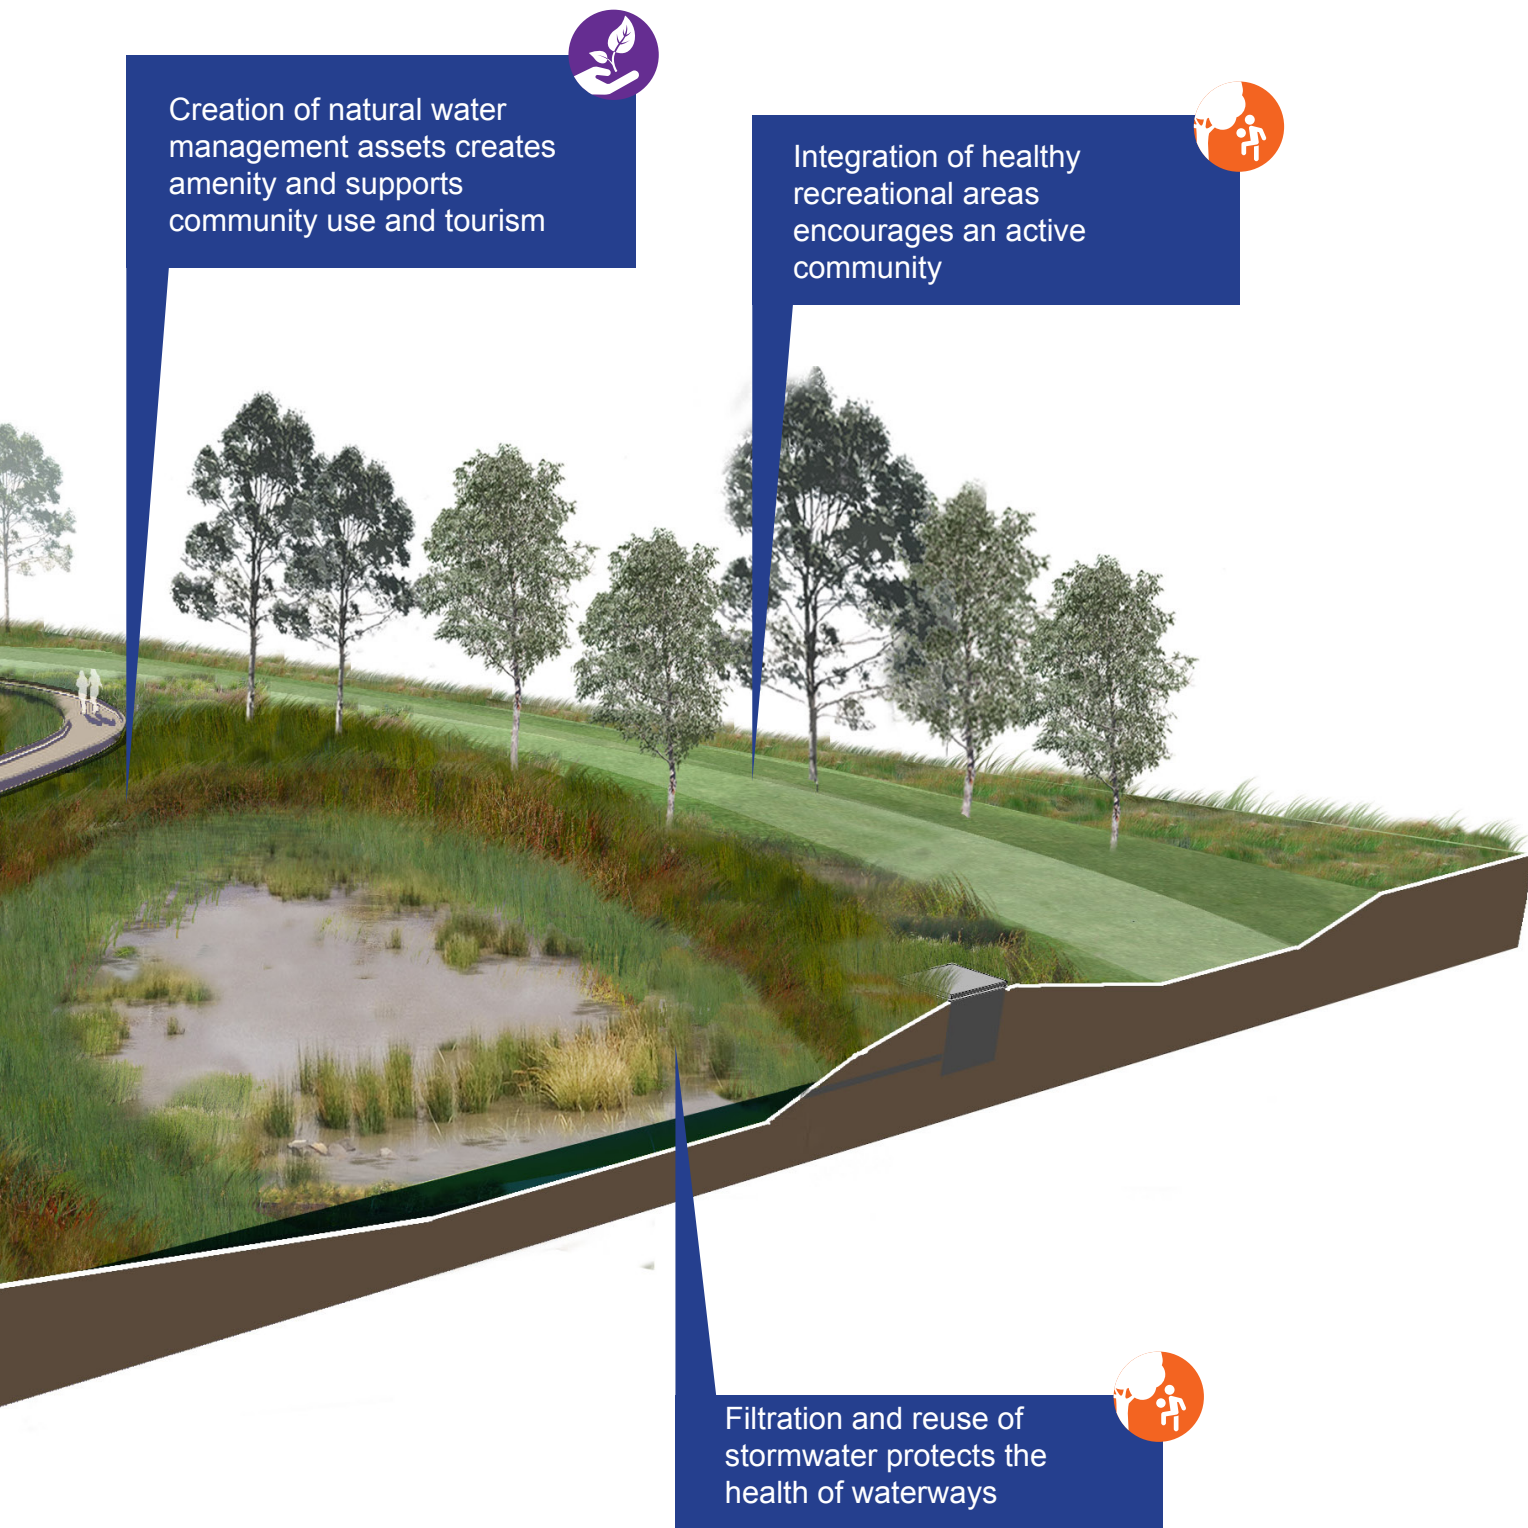 Creation of natural water
management assets creates
amenity and supports
community use and tourism
Integration of healthy
recreational areas
encourages an active
community
Filtration and reuse of
stormwater protects the
health of waterways